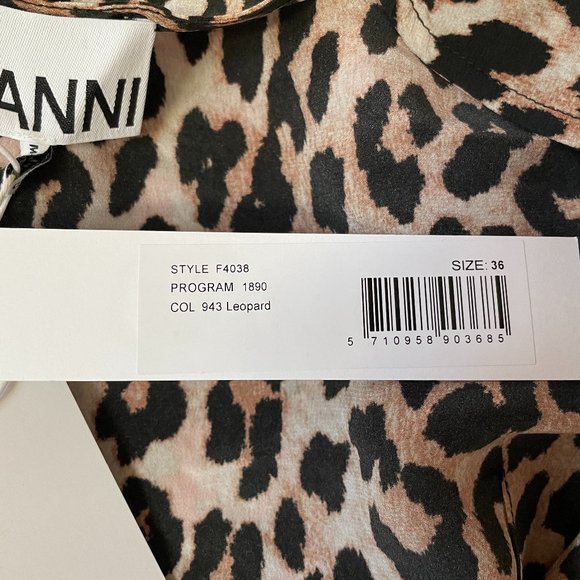 ANNI
M
STYLE F4038
SIZE: 36
PROGRAM 1890
COL 943 Leopard
5 710958 903685